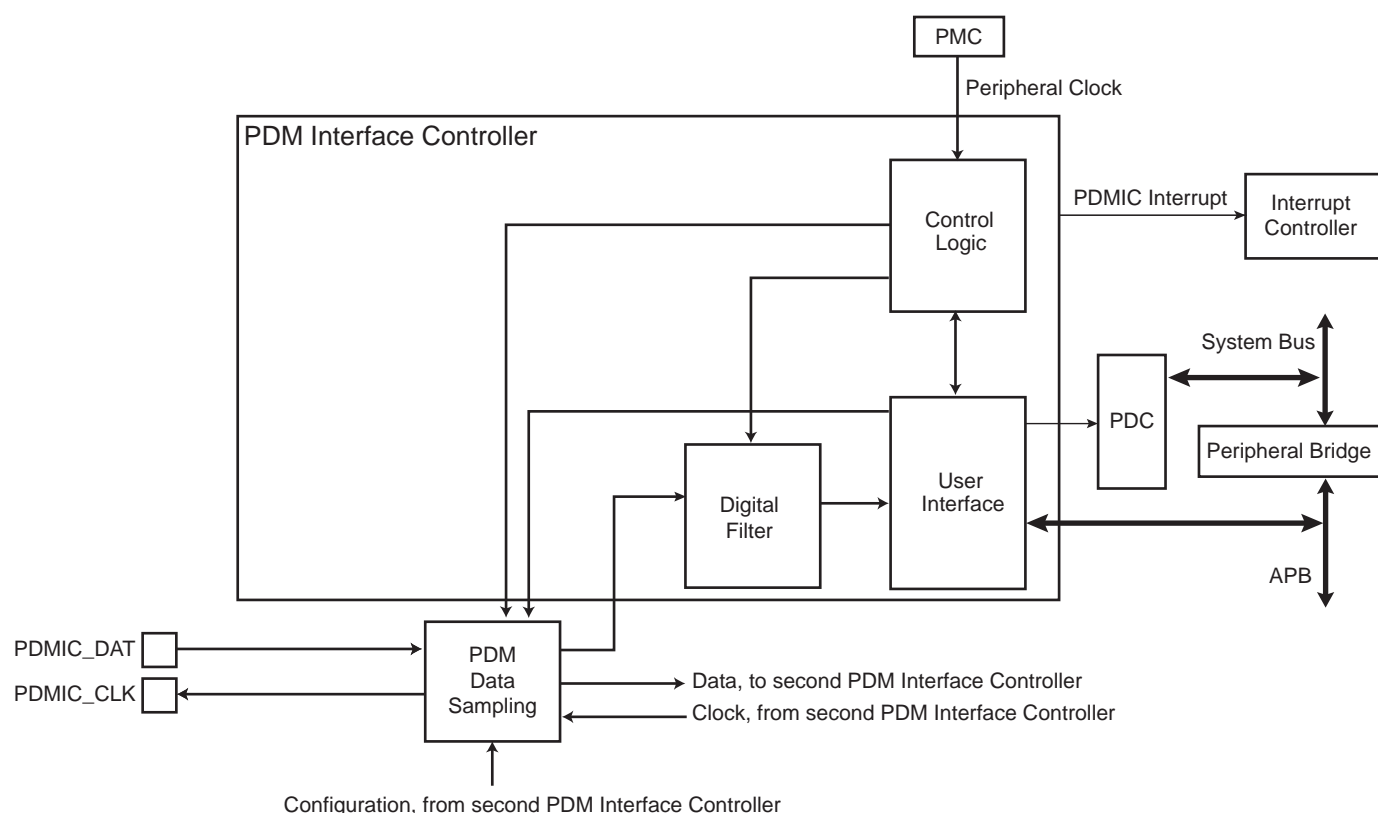 PMC
Peripheral Clock
PDM Interface Controller
Control
Logic
PDMIC Interrupt
Interrupt
Controller
System Bus
PDC
Peripheral Bridge
User
Interface
Digital
Filter
APB
PDMIC_DAT
PDMIC_CLK
PDM
Data
Sampling
Data, to second PDM Interface Controller
Clock, from second PDM Interface Controller
Configuration, from second PDM Interface Controller